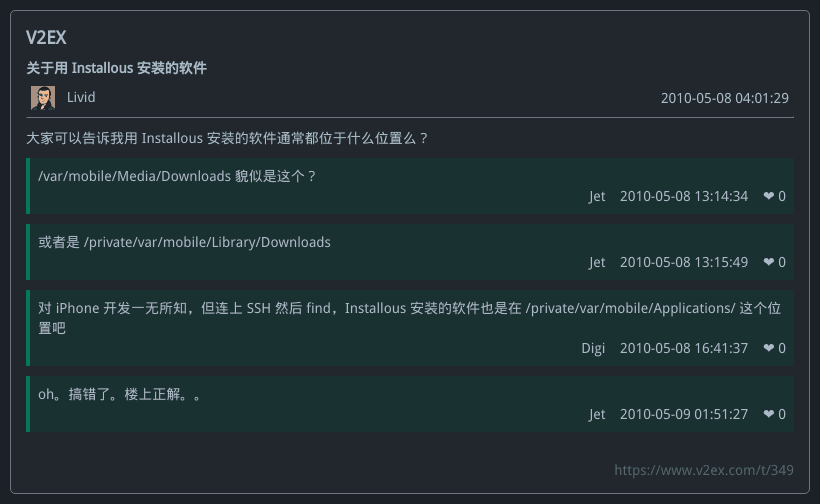 V2EX
关于用 Installous 安装的软件
Livid
2010-05-08 04:01:29
大家可以告诉我用 Installous 安装的软件通常都位于什么位置么？
/var/mobile/Media/Downloads 貌似是这个？
Jet 2010-05-08 13:14:34 ❤ 0
或者是 /private/var/mobile/Library/Downloads
Jet 2010-05-08 13:15:49 ❤ 0
对 iPhone 开发一无所知，但连上 SSH 然后 find，Installous 安装的软件也是在 /private/var/mobile/Applications/ 这个位
置吧
Digi 2010-05-08 16:41:37 ❤ 0
oh。搞错了。楼上正解。。
Jet 2010-05-09 01:51:27 ❤ 0
https://www.v2ex.com/t/349